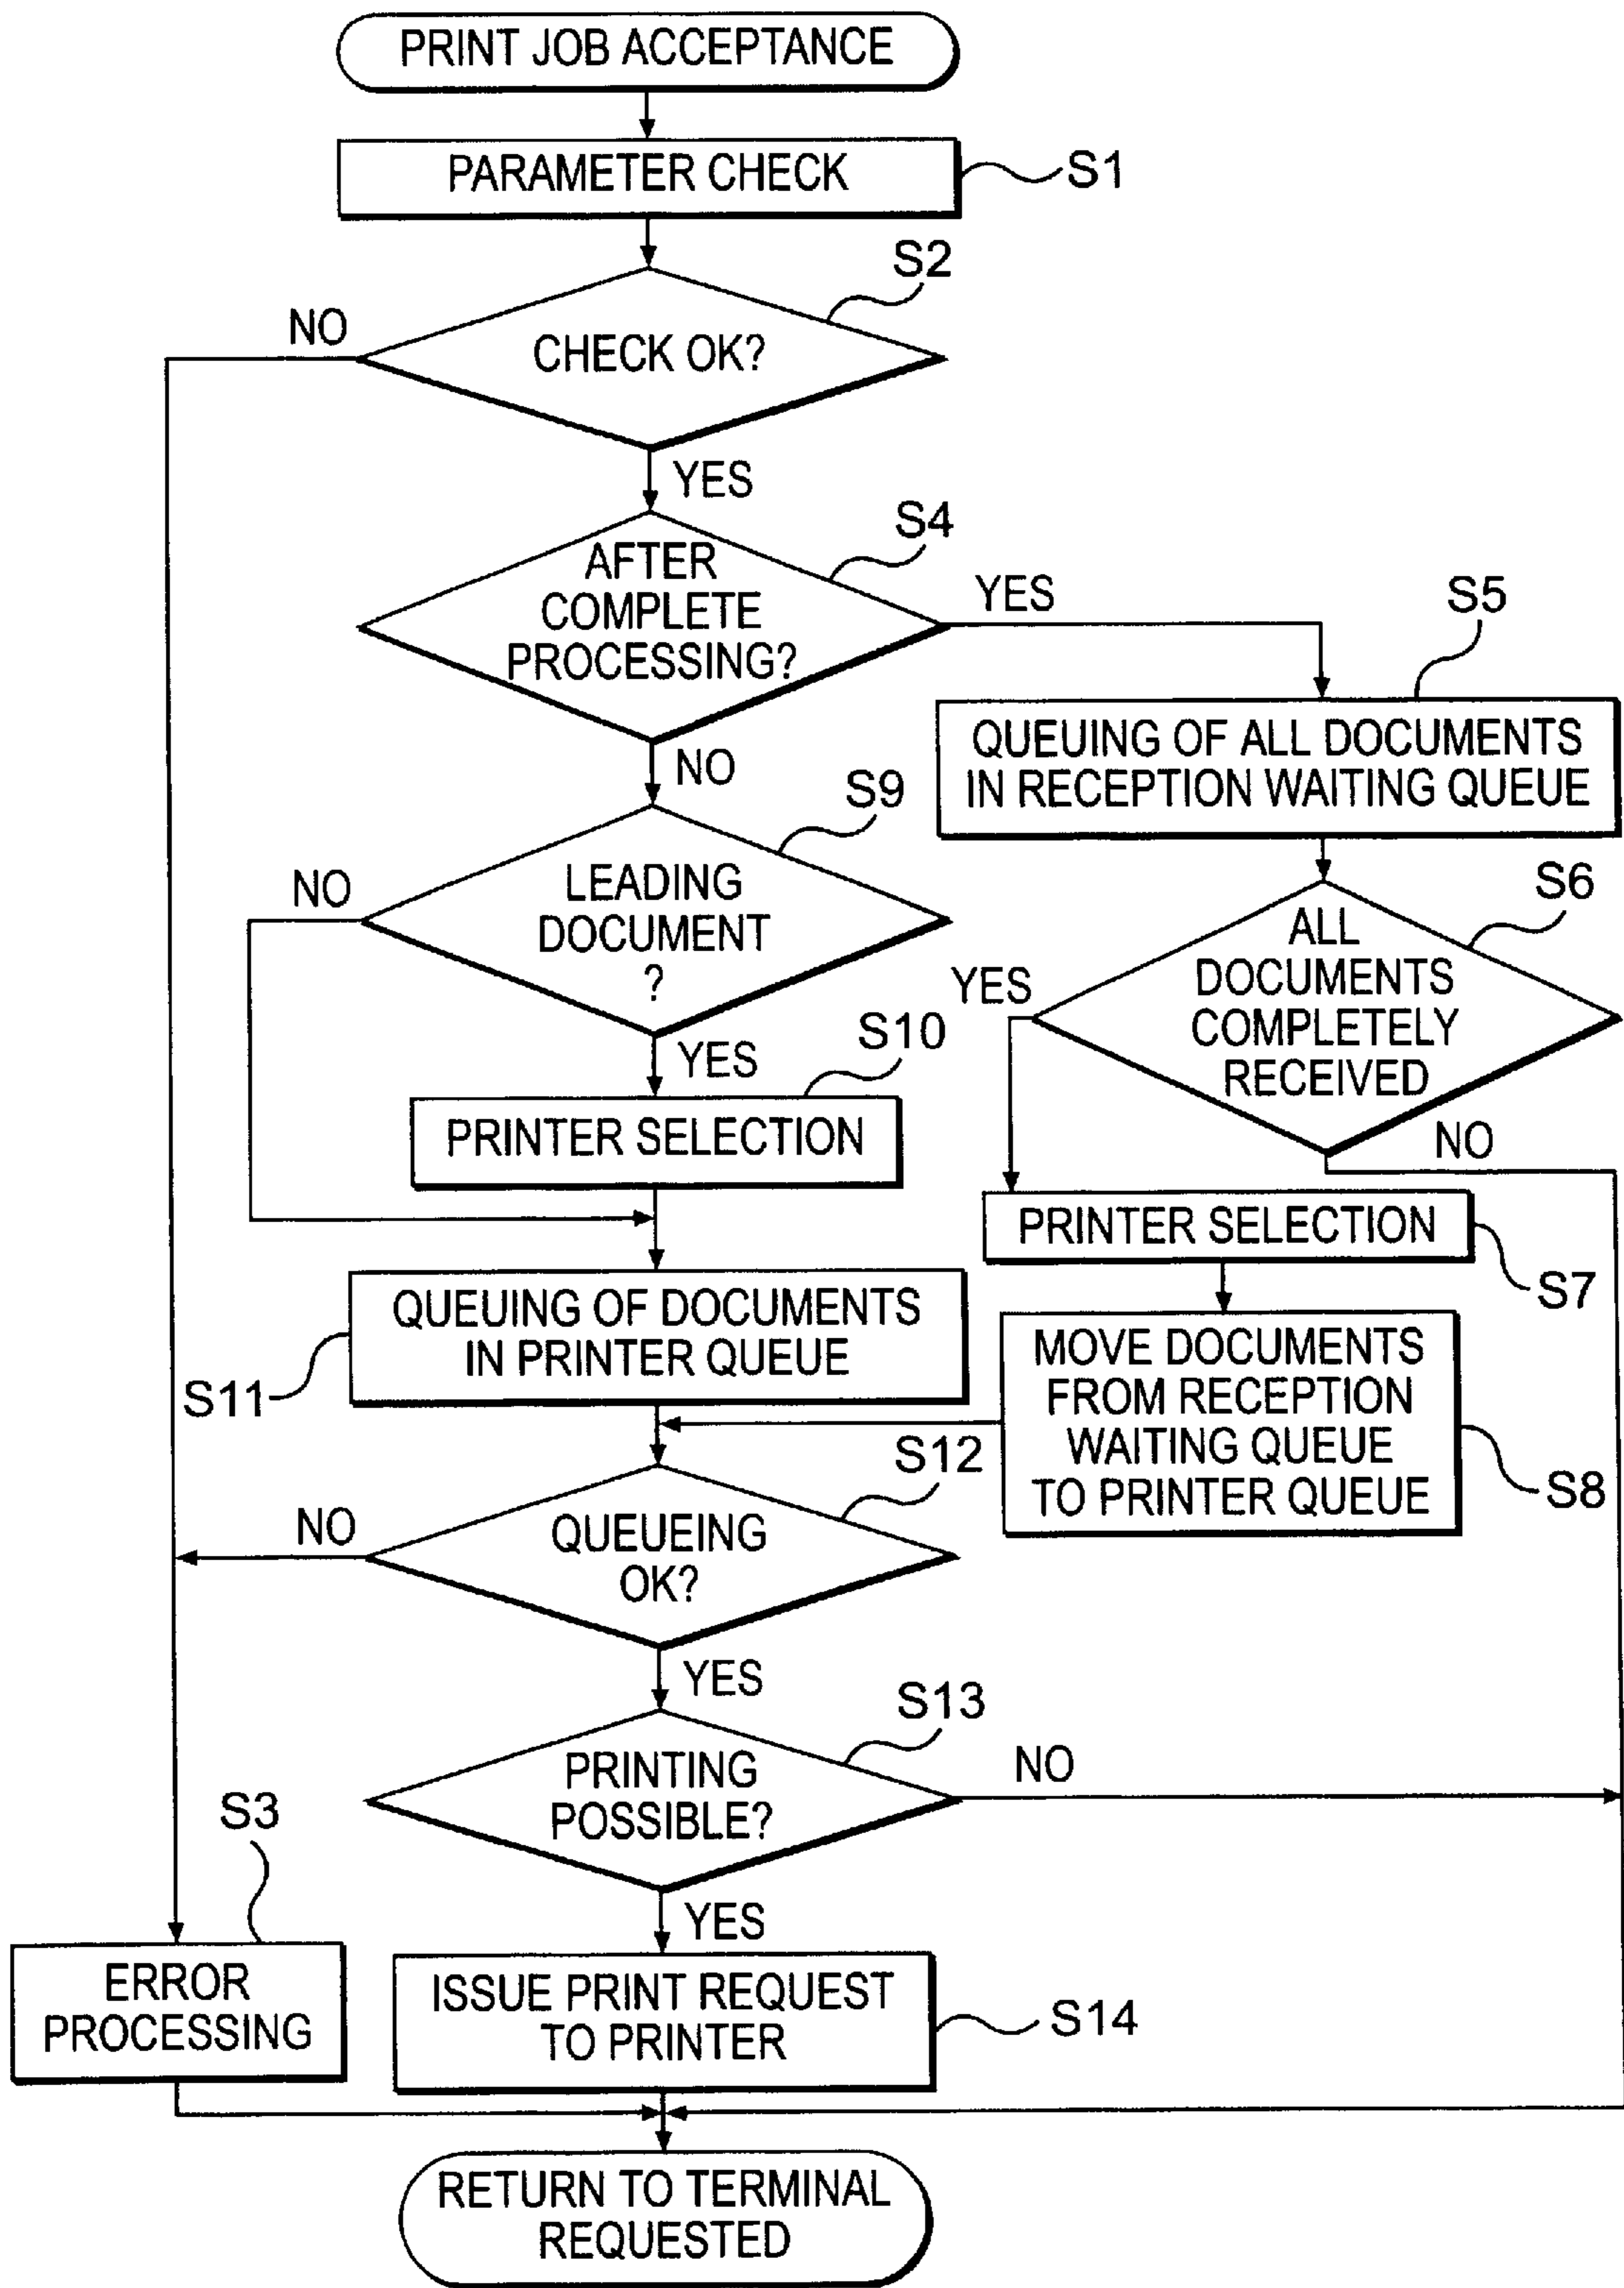 PRINT JOB ACCEPTANCE
PARAMETER CHECK
S1
S2
NO
CHECK OK?
YES
S4
AFTER
COMPLETE
PROCESSING?
YES
S5
QUEUING OF ALL DOCUMENTS
IN RECEPTION WAITING QUEUE
NO
S9
NO
LEADING
DOCUMENT
?
S6
ALL
DOCUMENTS
COMPLETELY
RECEIVED
YES
NO
YES
S10
PRINTER SELECTION
PRINTER SELECTION
S7
QUEUING OF DOCUMENTS
IN PRINTER QUEUE
S11
MOVE DOCUMENTS
FROM RECEPTION
WAITING QUEUE
TO PRINTER QUEUE
S8
S12
NO
QUEUEING
OK?
YES
S13
PRINTING
POSSIBLE?
NO
S3
YES
ERROR
PROCESSING
ISSUE PRINT REQUEST
TO PRINTER
S14
RETURN TO TERMINAL
REQUESTED